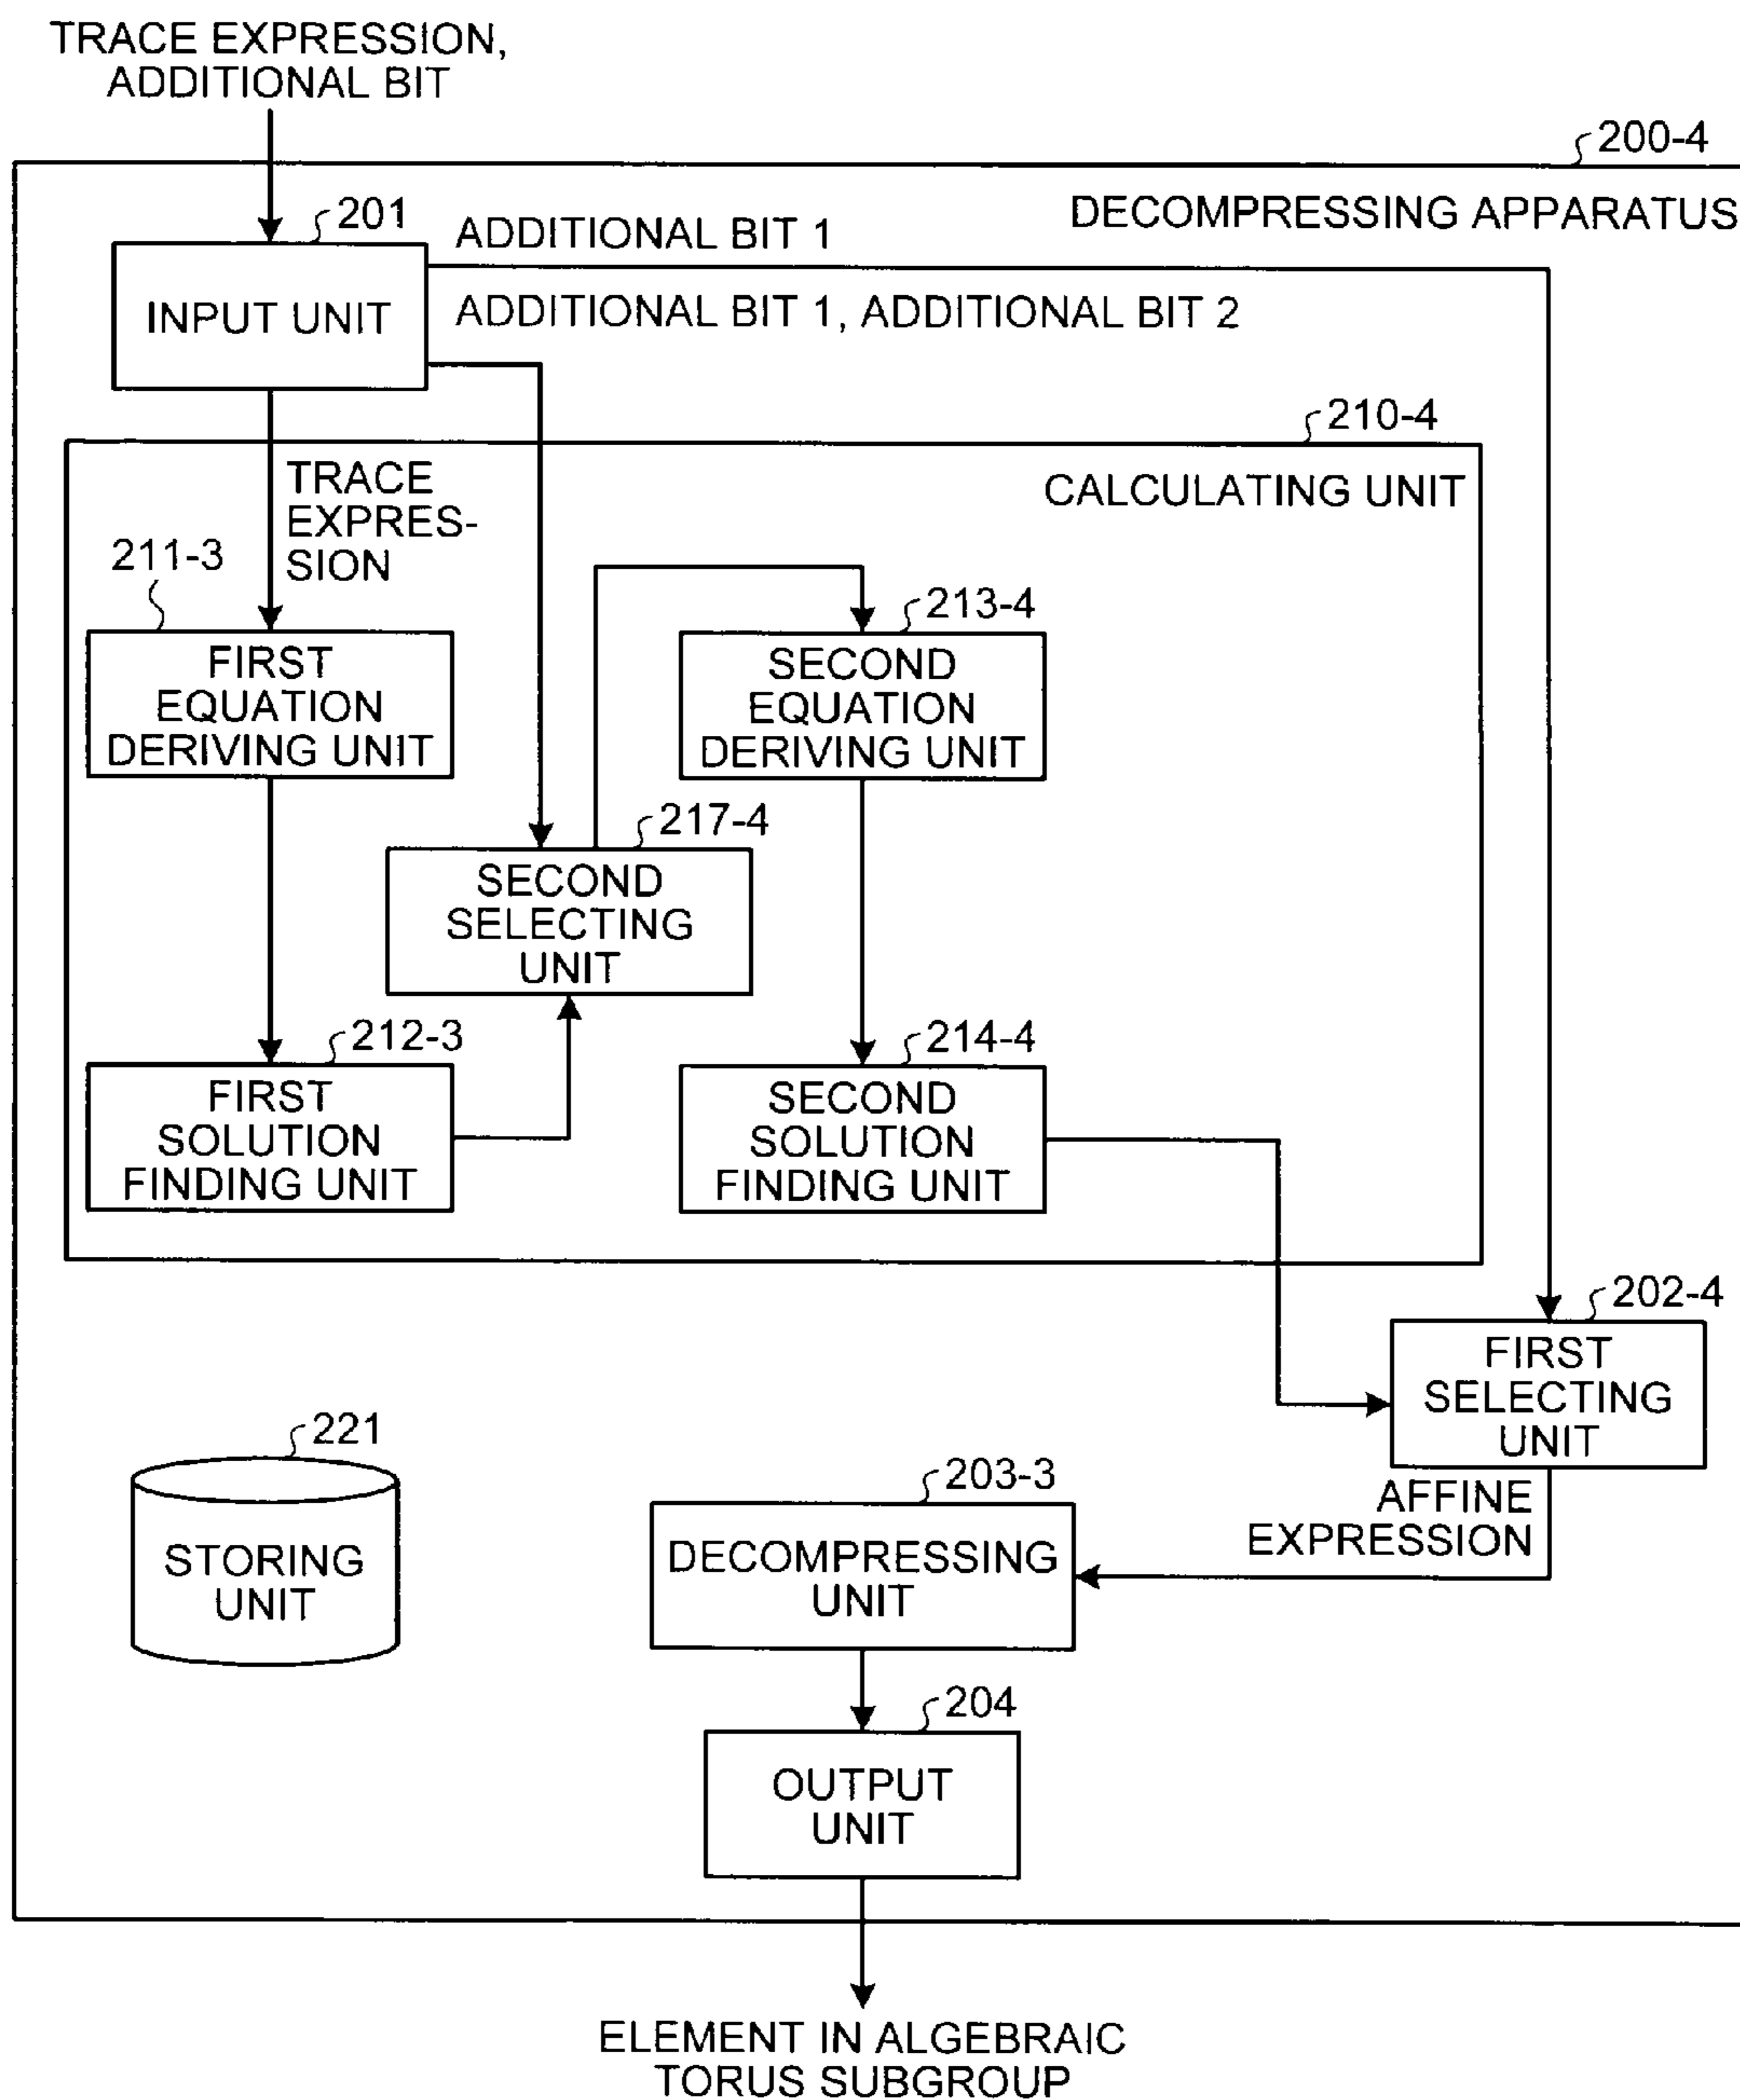 TRACE EXPRESSION,
ADDITIONAL BIT
200-4
DECOMPRESSING APPARATUS
201
INPUT UNIT
ADDITIONAL BIT 1
ADDITIONAL BIT 1, ADDITIONAL BIT 2
210-4
CALCULATING UNIT
TRACE
EXPRES-
SION
211-3
FIRST
EQUATION
DERIVING UNIT
213-4
SECOND
EQUATION
DERIVING UNIT
217-4
SECOND
SELECTING
UNIT
212-3
FIRST
SOLUTION
FINDING UNIT
214-4
SECOND
SOLUTION
FINDING UNIT
202-4
FIRST
SELECTING
UNIT
221
STORING
UNIT
203-3
DECOMPRESSING
UNIT
AFFINE
EXPRESSION
204
OUTPUT
UNIT
ELEMENT IN ALGEBRAIC
TORUS SUBGROUP